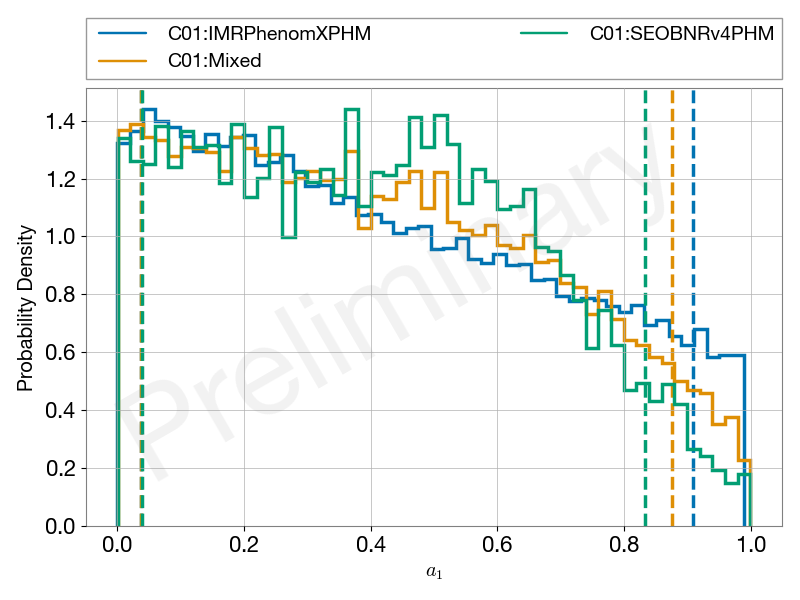 C01:IMRPhenomXPHM
C01:Mixed
C01:SEOBNRv4PHM
Preliminary
Probability Density
1.4
1.2
1.0
0.8
0.6
0.4
0.2
0.0
0.0 0.2 0.4 0.6 0.8 1.0
a₁